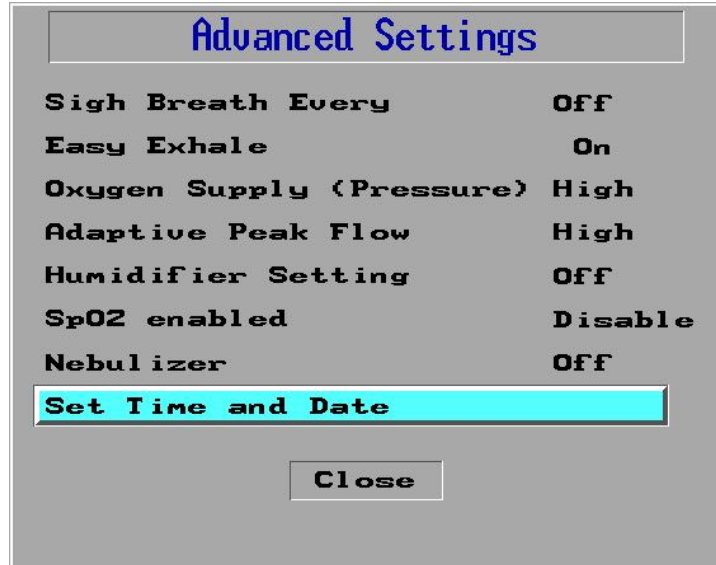 Advanced Settings
Sigh Breath Every Off
Easy Exhale On
Oxygen Supply (Pressure) High
Adaptive Peak Flow High
Humidifier Setting Off
SpO2 enabled Disable
Nebulizer Off
Set Time and Date
Close